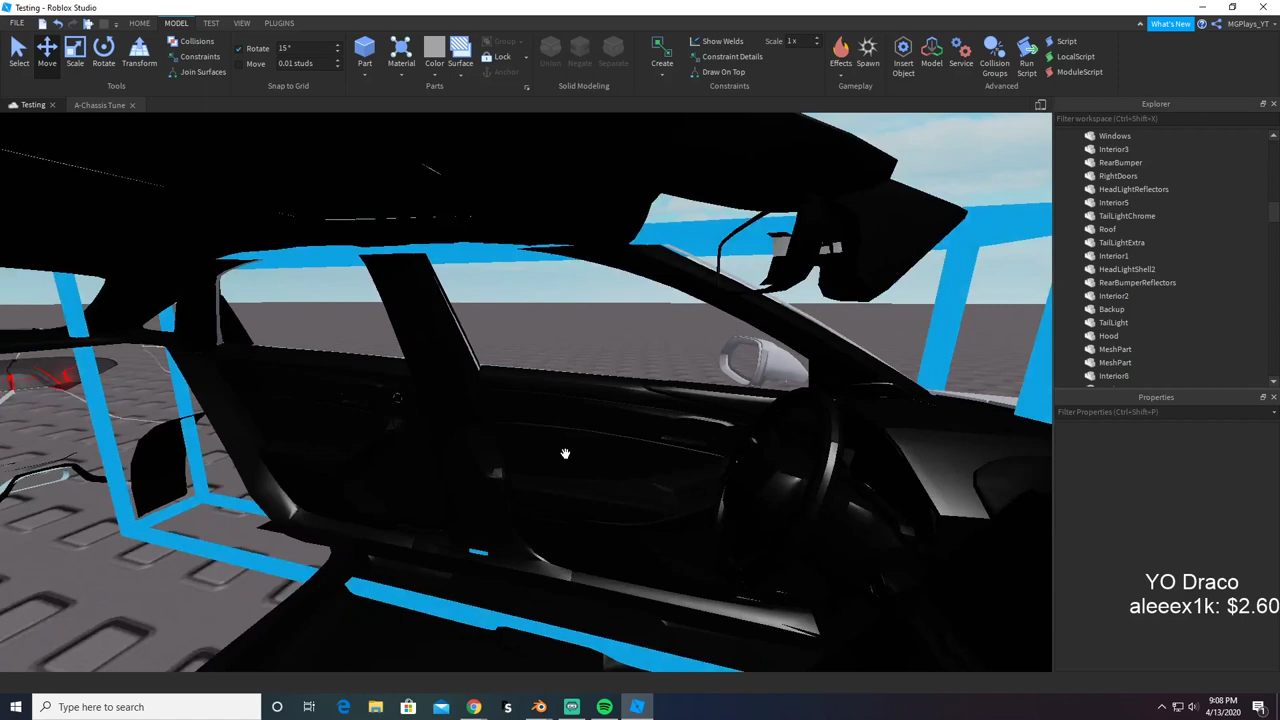 Testing - Roblox Studio
FILE HOME MODEL TEST VIEW PLUGINS What's New MGPlays_YT
Select Move Scale Rotate Transform
Collisions
Constraints
Join Surfaces
Tools
Rotate 15°
Move 0.01 studs
Snap to Grid
Part Material Color Surface
Group
Lock
Anchor
Parts
Union Negate Separate
Solid Modeling
Create
Show Welds
Constraint Details
Draw On Top
Scale 1 x
Constraints
Effects Spawn
Gameplay
Insert Object Model Service Collision Groups Run Script
Script
LocalScript
ModuleScript
Advanced
Testing A-Chassis Tune
Explorer
Filter workspace (Ctrl+Shift+X)
Windows
Interior3
RearBumper
RightDoors
HeadLightReflectors
Interior5
TailLightChrome
Roof
TailLightExtra
Interior1
HeadLightShell2
RearBumperReflectors
Interior2
Backup
TailLight
Hood
MeshPart
MeshPart
Interior6
Properties
Filter Properties (Ctrl+Shift+P)
YO Draco
aleeex1k: $2.60
Type here to search
9:08 PM
4/13/2020